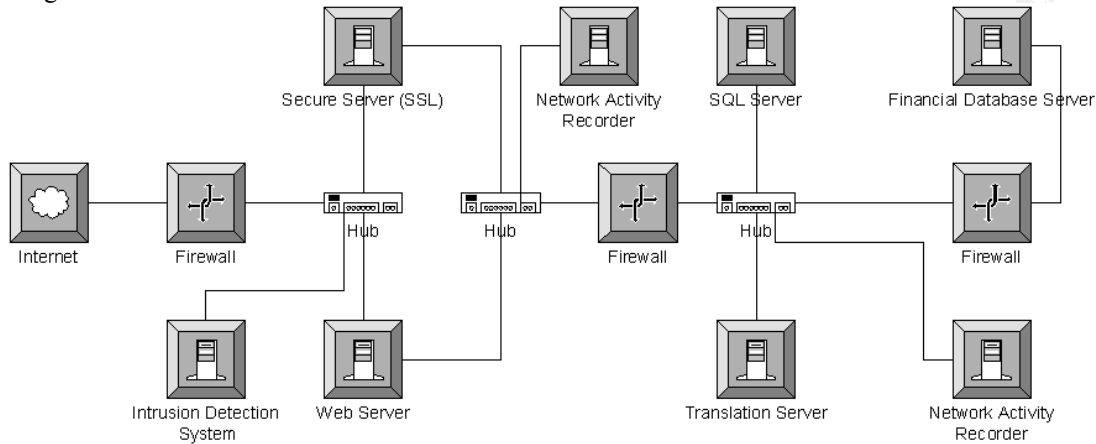 Secure Server (SSL)
Network Activity
Recorder
SQL Server
Financial Database Server
Internet
Firewall
Hub
Hub
Firewall
Hub
Firewall
Intrusion Detection
System
Web Server
Translation Server
Network Activity
Recorder